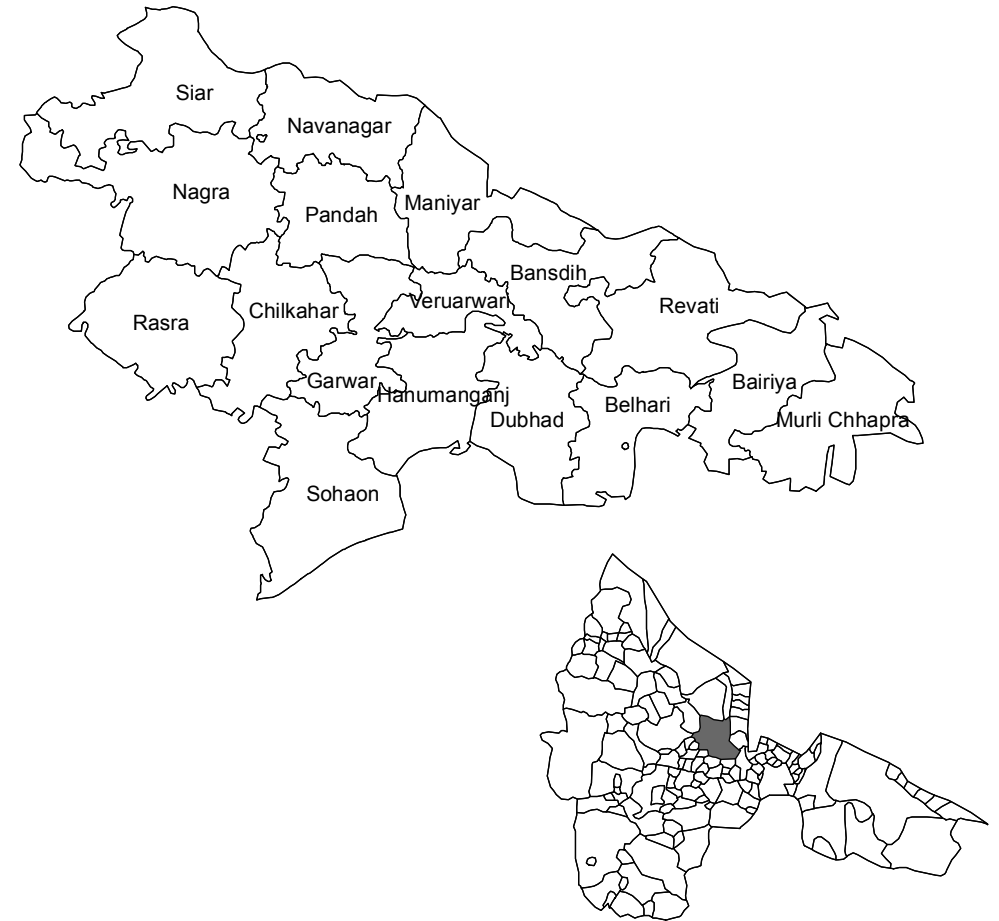 Siar
Navanagar
Nagra
Pandah
Maniyar
Bansdih
Chilkahar
Veruarwari
Revati
Rasra
Garwar
Hanumanganj
Bairiya
Dubhad
Belhari
Murli Chhapra
Sohaon